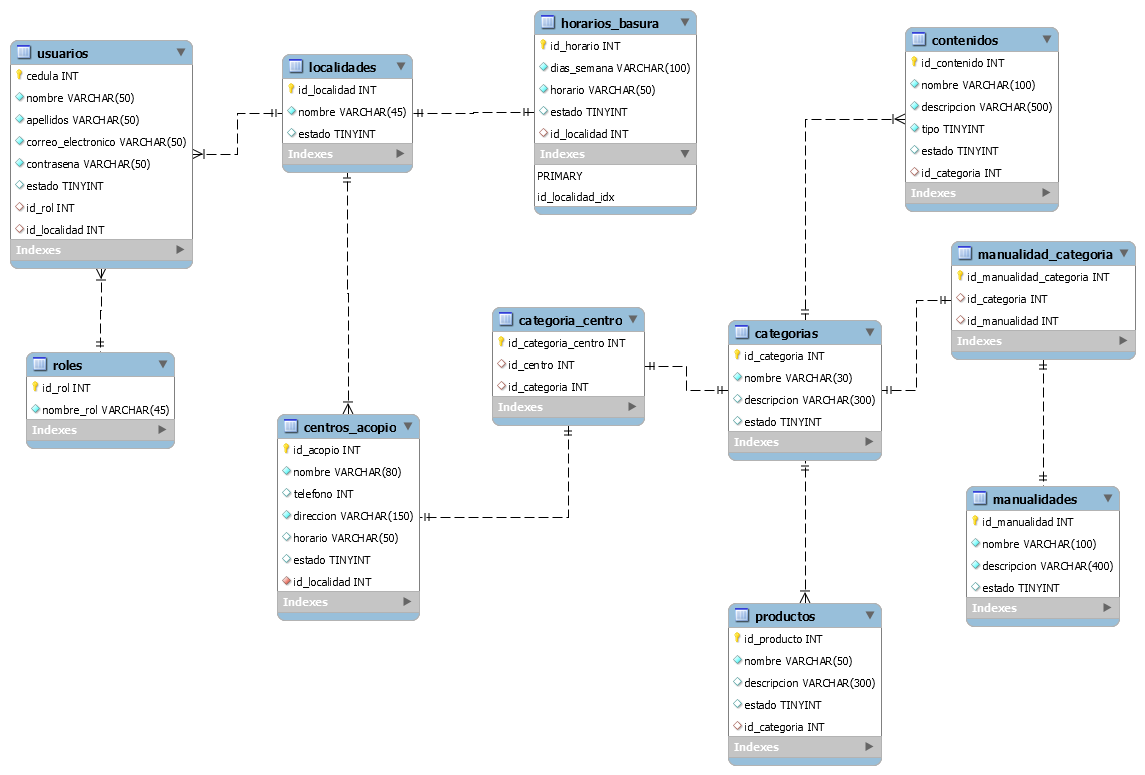 usuarios
cedula INT
nombre VARCHAR(50)
apellidos VARCHAR(50)
correo_electronico VARCHAR(50)
contrasena VARCHAR(50)
estado TINYINT
id_rol INT
id_localidad INT
Indexes
roles
id_rol INT
nombre_rol VARCHAR(45)
Indexes
localidades
id_localidad INT
nombre VARCHAR(45)
estado TINYINT
Indexes
horarios_basura
id_horario INT
dias_semana VARCHAR(100)
horario VARCHAR(50)
estado TINYINT
id_localidad INT
Indexes
PRIMARY
id_localidad_idx
centros_acopio
id_acopio INT
nombre VARCHAR(80)
telefono INT
direccion VARCHAR(150)
horario VARCHAR(50)
estado TINYINT
id_localidad INT
Indexes
categoria_centro
id_categoria_centro INT
id_centro INT
id_categoria INT
Indexes
categorias
id_categoria INT
nombre VARCHAR(30)
descripcion VARCHAR(300)
estado TINYINT
Indexes
contenidos
id_contenido INT
nombre VARCHAR(100)
descripcion VARCHAR(500)
tipo TINYINT
estado TINYINT
id_categoria INT
Indexes
manualidad_categoria
id_manualidad_categoria INT
id_categoria INT
id_manualidad INT
Indexes
manualidades
id_manualidad INT
nombre VARCHAR(100)
descripcion VARCHAR(400)
estado TINYINT
Indexes
productos
id_producto INT
nombre VARCHAR(50)
descripcion VARCHAR(300)
estado TINYINT
id_categoria INT
Indexes